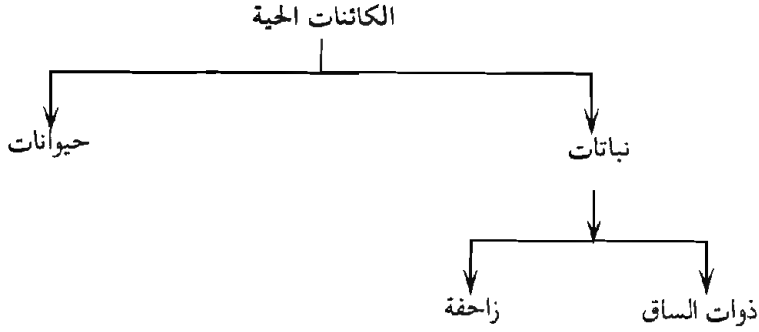 الكائنات الحية
نباتات
حيوانات
ذوات الساق
زاحفة